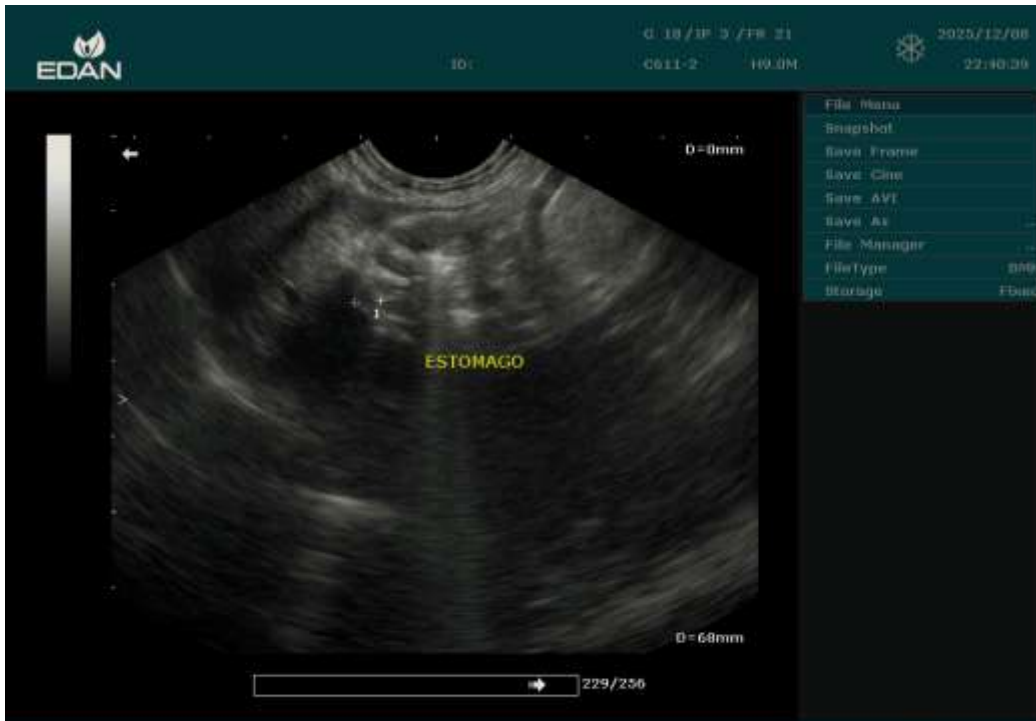 EDAN
ID:
G 18/IP 3 /FR 21
C611-2 H9.0M
2025/12/08
22:40:39
File Manu
Snapshot
Save Frame
Save Cine
Save AVI
Save As ...
File Manager ...
FileType
Storage
D=0mm
1
ESTOMAGO
D=68mm
229/256